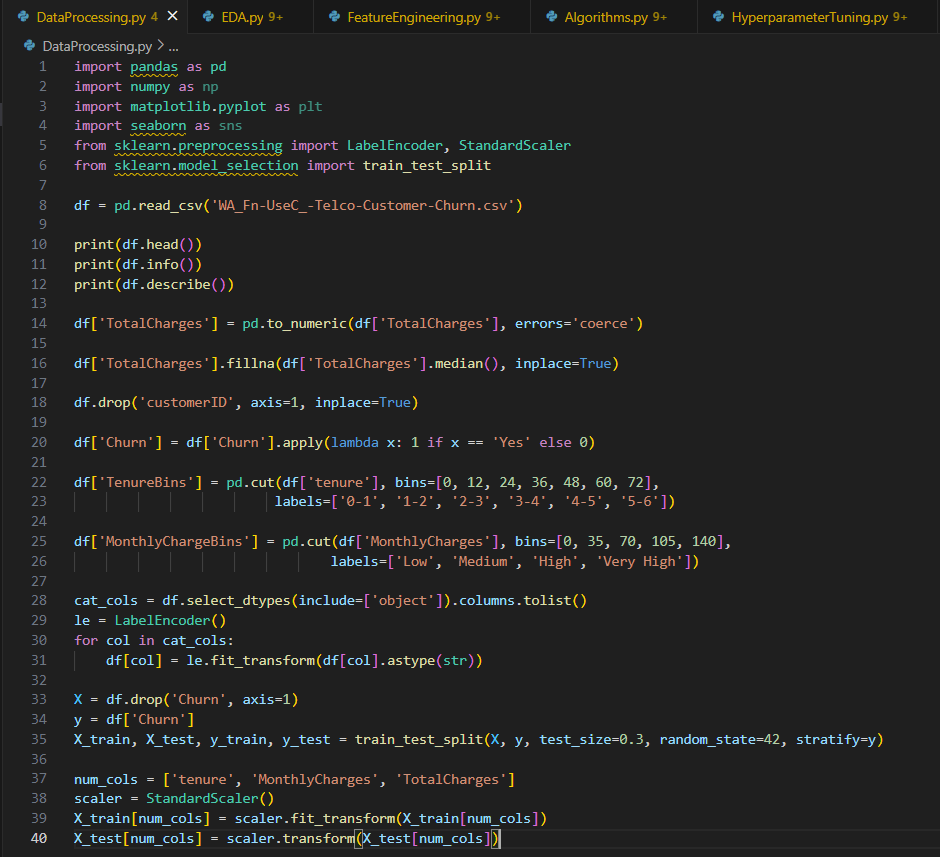 DataProcessing.py 4 EDA.py 9+ FeatureEngineering.py 9+ Algorithms.py 9+ HyperparameterTuning.py 9+
DataProcessing.py > ...
1 import pandas as pd
2 import numpy as np
3 import matplotlib.pyplot as plt
4 import seaborn as sns
5 from sklearn.preprocessing import LabelEncoder, StandardScaler
6 from sklearn.model_selection import train_test_split
7
8 df = pd.read_csv('WA_Fn-UseC_-Telco-Customer-Churn.csv')
9
10 print(df.head())
11 print(df.info())
12 print(df.describe())
13
14 df['TotalCharges'] = pd.to_numeric(df['TotalCharges'], errors='coerce')
15
16 df['TotalCharges'].fillna(df['TotalCharges'].median(), inplace=True)
17
18 df.drop('customerID', axis=1, inplace=True)
19
20 df['Churn'] = df['Churn'].apply(lambda x: 1 if x == 'Yes' else 0)
21
22 df['TenureBins'] = pd.cut(df['tenure'], bins=[0, 12, 24, 36, 48, 60, 72],
23 labels=['0-1', '1-2', '2-3', '3-4', '4-5', '5-6'])
24
25 df['MonthlyChargeBins'] = pd.cut(df['MonthlyCharges'], bins=[0, 35, 70, 105, 140],
26 labels=['Low', 'Medium', 'High', 'Very High'])
27
28 cat_cols = df.select_dtypes(include=['object']).columns.tolist()
29 le = LabelEncoder()
30 for col in cat_cols:
31 df[col] = le.fit_transform(df[col].astype(str))
32
33 X = df.drop('Churn', axis=1)
34 y = df['Churn']
35 X_train, X_test, y_train, y_test = train_test_split(X, y, test_size=0.3, random_state=42, stratify=y)
36
37 num_cols = ['tenure', 'MonthlyCharges', 'TotalCharges']
38 scaler = StandardScaler()
39 X_train[num_cols] = scaler.fit_transform(X_train[num_cols])
40 X_test[num_cols] = scaler.transform(X_test[num_cols])